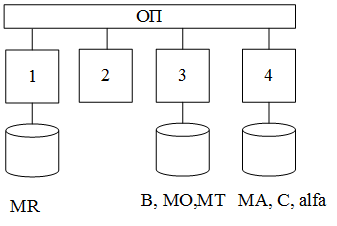 ОП
1 2 3 4
MR
B, MO,MT MA, C, alfa